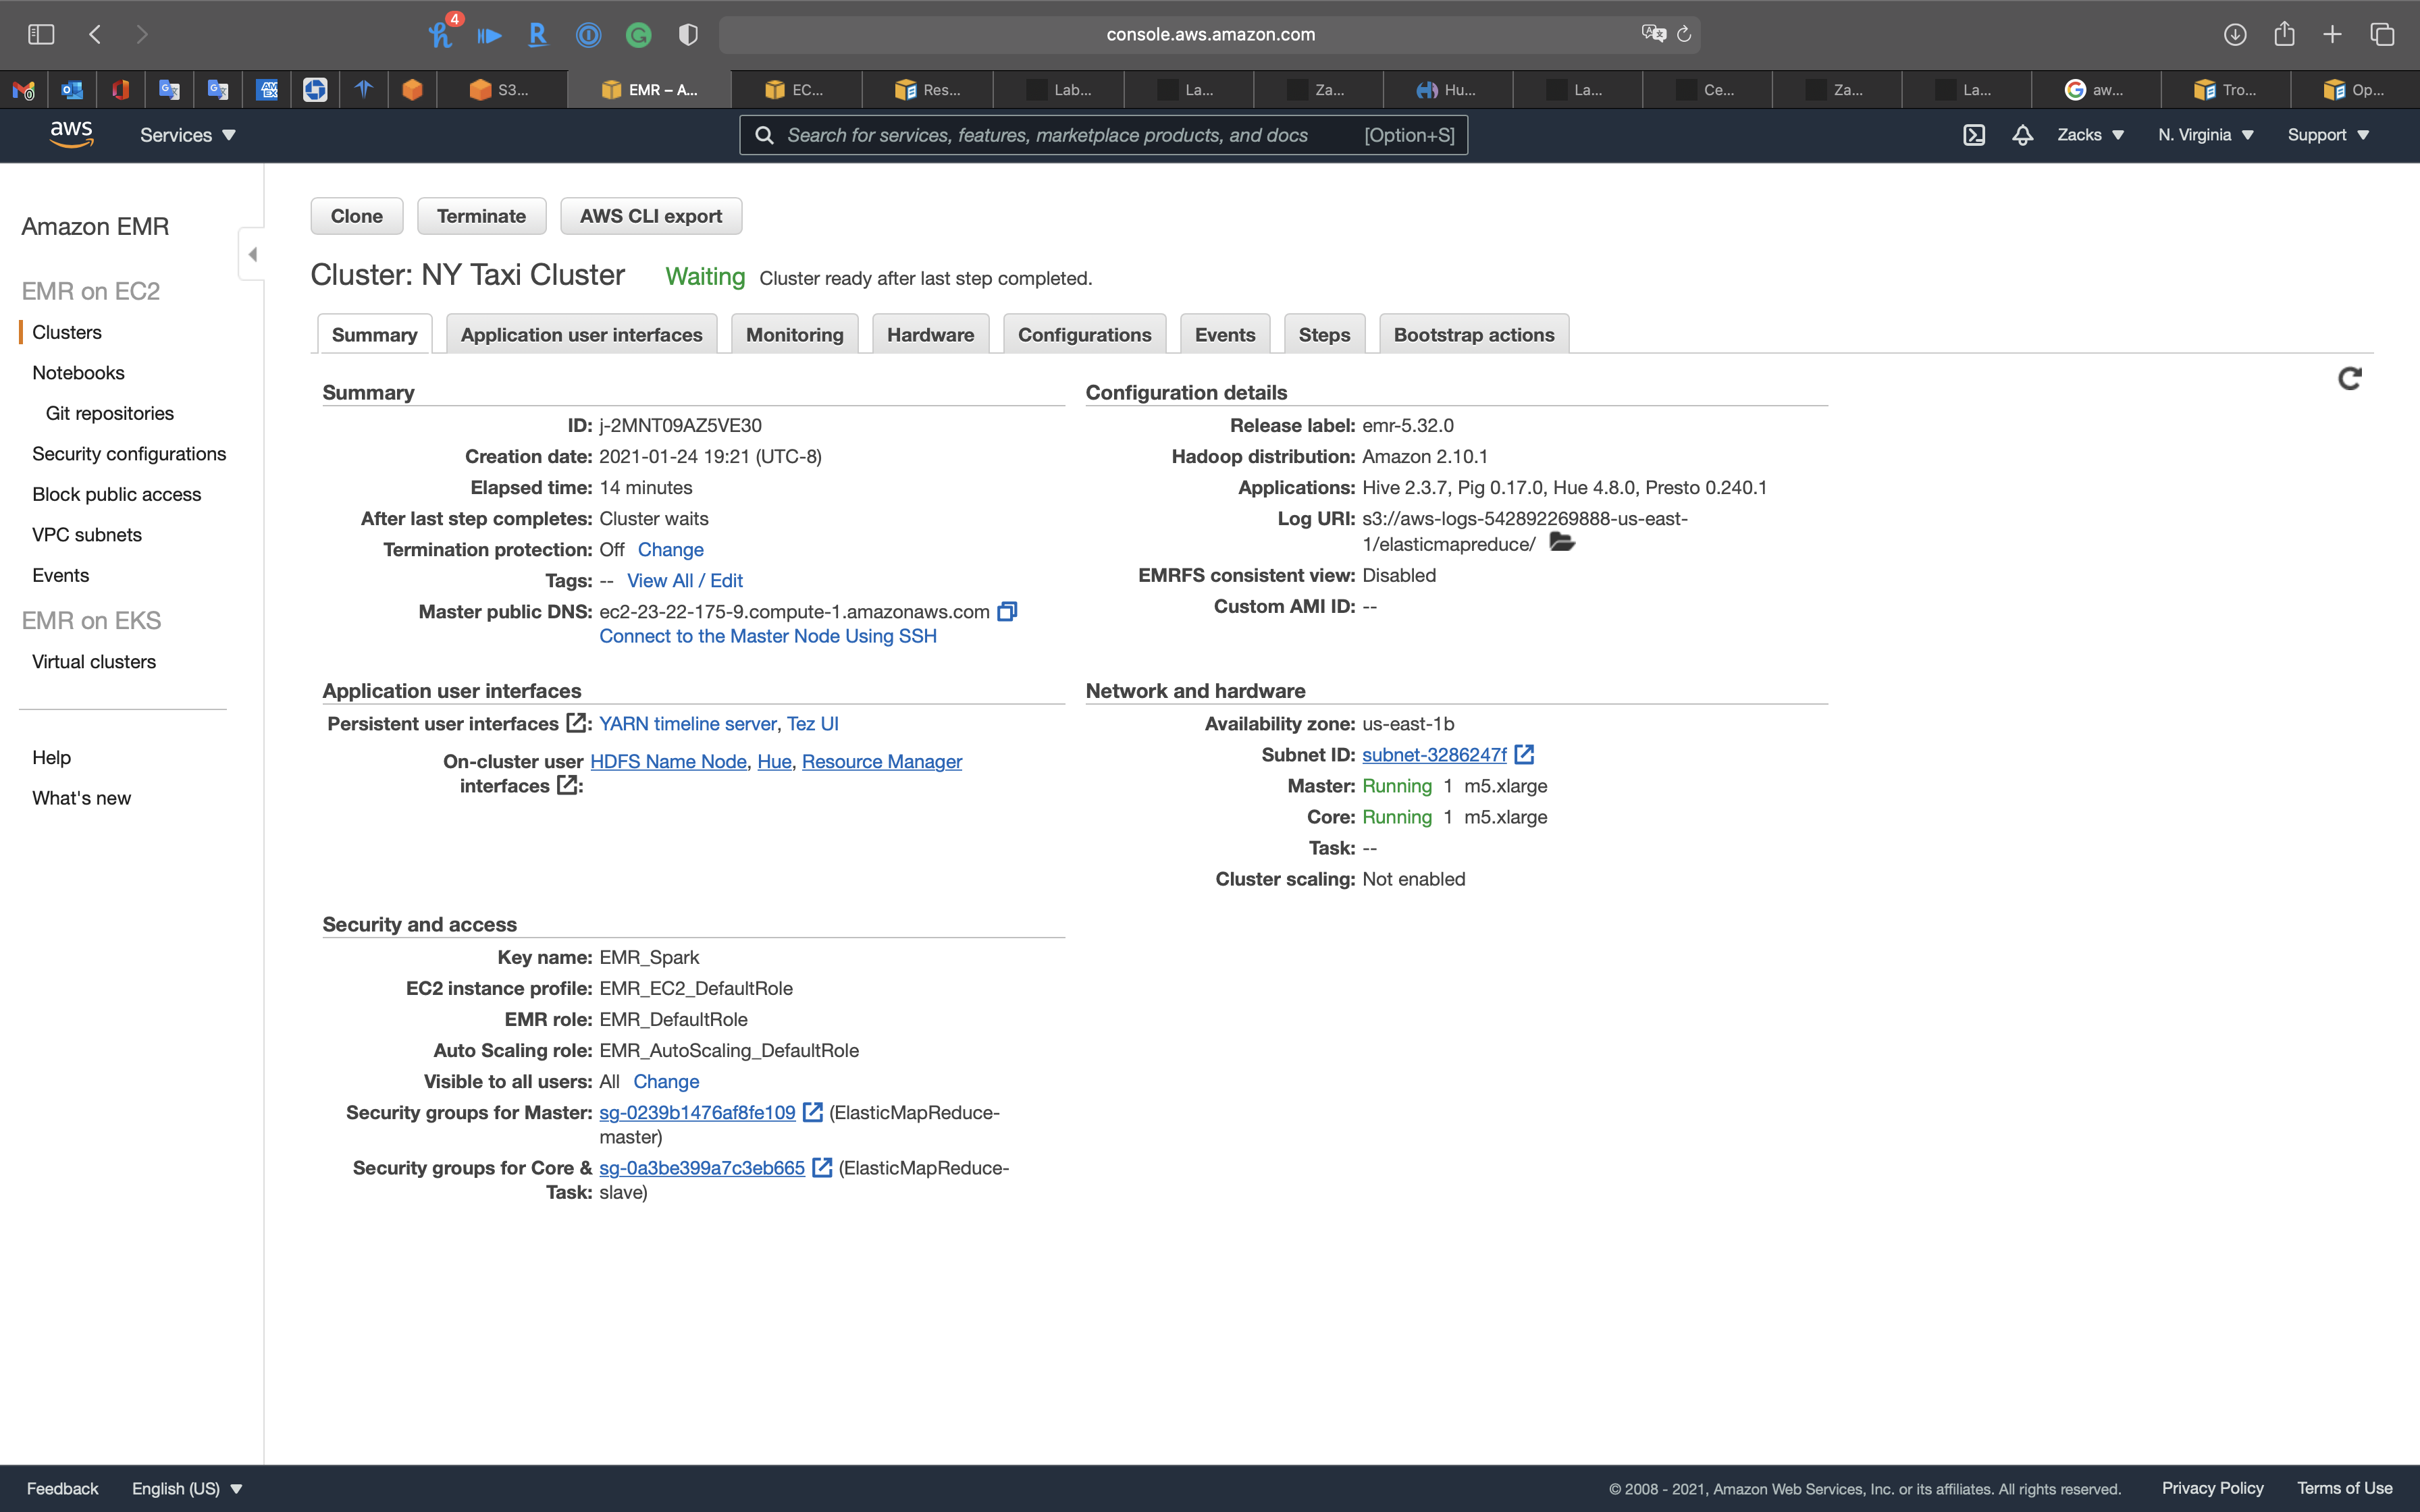 4
console.aws.amazon.com
S3...
EMR – A...
EC...
Res...
Lab...
La...
Za...
Hu...
La...
Ce...
Za...
La...
aw...
Tro...
Op...
aws
Services
Search for services, features, marketplace products, and docs [Option+S]
Zacks
N. Virginia
Support
Amazon EMR
EMR on EC2
Clusters
Notebooks
Git repositories
Security configurations
Block public access
VPC subnets
Events
EMR on EKS
Virtual clusters
Help
What's new
Clone
Terminate
AWS CLI export
Cluster: NY Taxi Cluster Waiting Cluster ready after last step completed.
Summary
Application user interfaces
Monitoring
Hardware
Configurations
Events
Steps
Bootstrap actions
Summary
ID: j-2MNT09AZ5VE30
Creation date: 2021-01-24 19:21 (UTC-8)
Elapsed time: 14 minutes
After last step completes: Cluster waits
Termination protection: Off Change
Tags: -- View All / Edit
Master public DNS: ec2-23-22-175-9.compute-1.amazonaws.com
Connect to the Master Node Using SSH
Configuration details
Release label: emr-5.32.0
Hadoop distribution: Amazon 2.10.1
Applications: Hive 2.3.7, Pig 0.17.0, Hue 4.8.0, Presto 0.240.1
Log URI: s3://aws-logs-542892269888-us-east-
1/elasticmapreduce/
EMRFS consistent view: Disabled
Custom AMI ID: --
Application user interfaces
Persistent user interfaces : YARN timeline server, Tez UI
On-cluster user HDFS Name Node, Hue, Resource Manager
interfaces :
Network and hardware
Availability zone: us-east-1b
Subnet ID: subnet-3286247f
Master: Running 1 m5.xlarge
Core: Running 1 m5.xlarge
Task: --
Cluster scaling: Not enabled
Security and access
Key name: EMR_Spark
EC2 instance profile: EMR_EC2_DefaultRole
EMR role: EMR_DefaultRole
Auto Scaling role: EMR_AutoScaling_DefaultRole
Visible to all users: All Change
Security groups for Master: sg-0239b1476af8fe109 (ElasticMapReduce-
master)
Security groups for Core & sg-0a3be399a7c3eb665 (ElasticMapReduce-
Task: slave)
Feedback
English (US)
© 2008 - 2021, Amazon Web Services, Inc. or its affiliates. All rights reserved.
Privacy Policy
Terms of Use